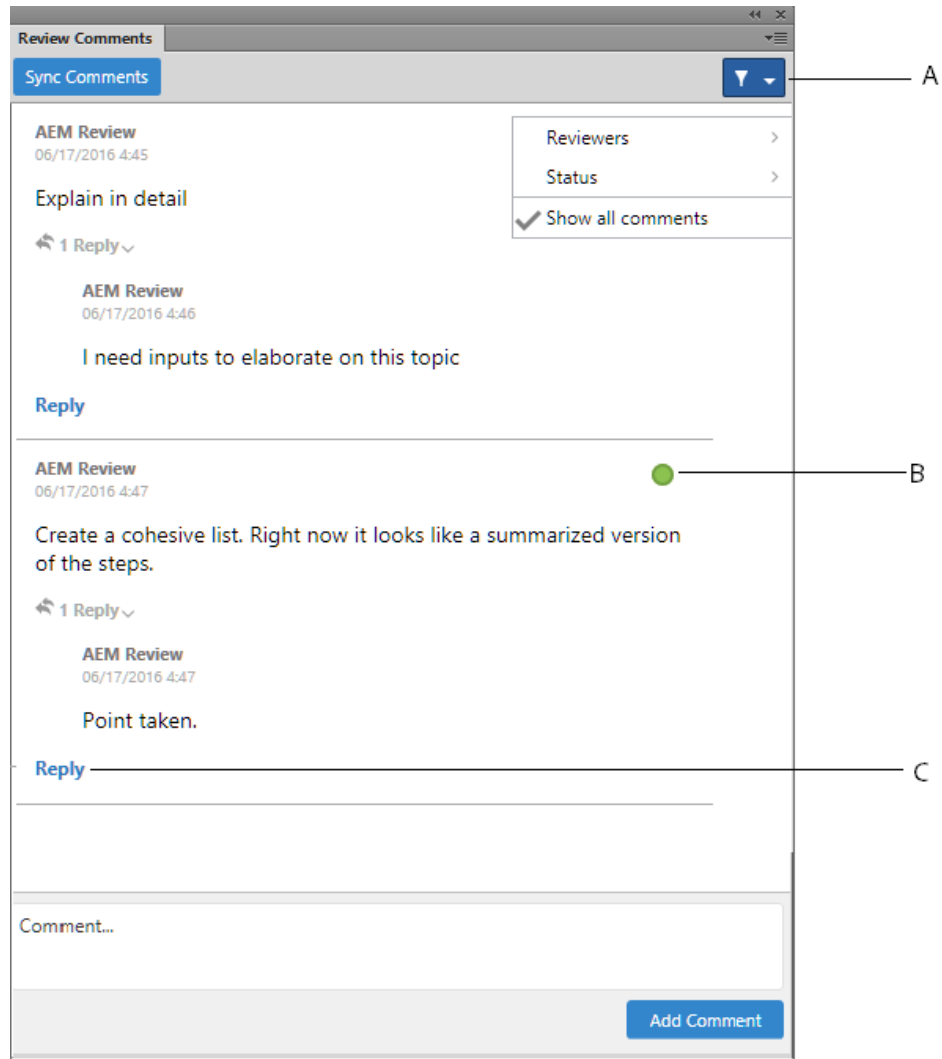 Review Comments
Sync Comments
A
AEM Review
06/17/2016 4:45
Reviewers
Status
Show all comments
Explain in detail
1 Reply
AEM Review
06/17/2016 4:46
I need inputs to elaborate on this topic
Reply
AEM Review
06/17/2016 4:47
B
Create a cohesive list. Right now it looks like a summarized version
of the steps.
1 Reply
AEM Review
06/17/2016 4:47
Point taken.
Reply
C
Comment...
Add Comment